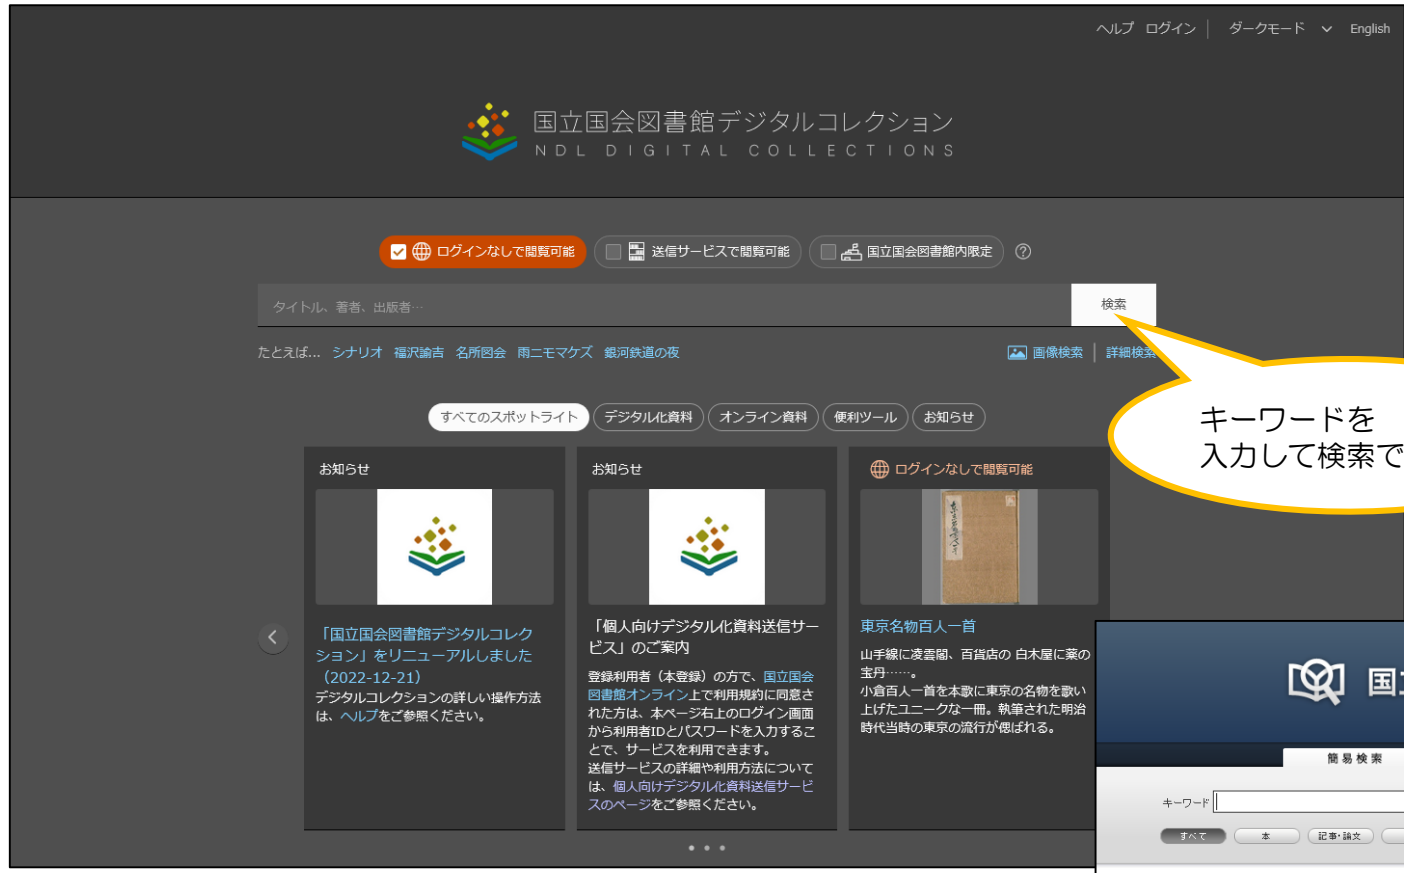 ヘルプ ログイン ダークモード English
国立国会図書館デジタルコレクション
NDL DIGITAL COLLECTIONS
ログインなしで閲覧可能 送信サービスで閲覧可能 国立国会図書館内限定 ?
タイトル、著者、出版者… 検索
たとえば... シナリオ 福沢諭吉 名所図会 雨ニモマケズ 銀河鉄道の夜 画像検索 詳細検索
キーワードを
入力して検索で
すべてのスポットライト デジタル化資料 オンライン資料 便利ツール お知らせ
お知らせ
「国立国会図書館デジタルコレク
ション」をリニューアルしました
（2022-12-21）
デジタルコレクションの詳しい操作方法
は、ヘルプをご参照ください。
お知らせ
「個人向けデジタル化資料送信サー
ビス」のご案内
登録利用者（本登録）の方で、国立国会
図書館オンライン上で利用規約に同意さ
れた方は、本ページ右上のログイン画面
から利用者IDとパスワードを入力するこ
とで、サービスを利用できます。
送信サービスの詳細や利用方法について
は、個人向けデジタル化資料送信サービ
スのページをご参照ください。
ログインなしで閲覧可能
東京名物百人一首
山手線に凌雲閣、百貨店の 白木屋に薬の
宝丹……。
小倉百人一首を本歌に東京の名物を歌い
上げたユニークな一冊。執筆された明治
時代当時の東京の流行が偲ばれる。
国
簡易検索
キーワード
すべて 本 記事・論文